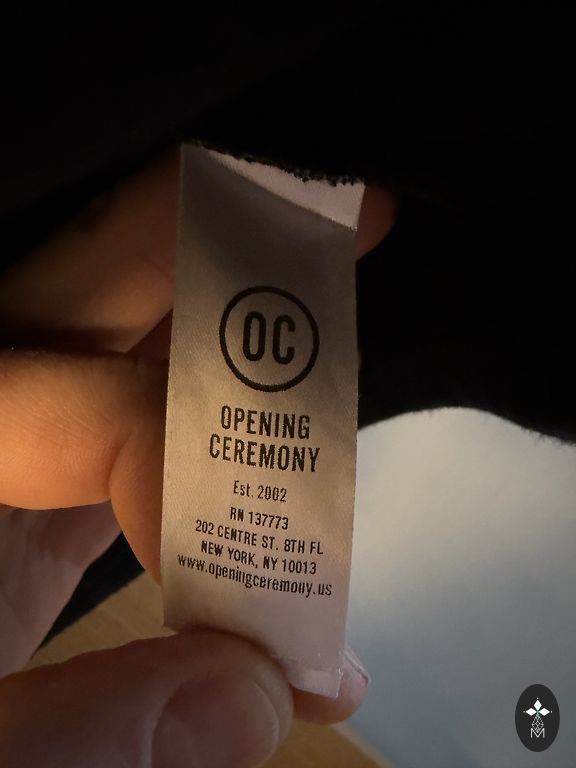 OC
OPENING
CEREMONY
Est. 2002
RN 137773
202 CENTRE ST. 8TH FL
NEW YORK, NY 10013
www.openingceremony.us
M